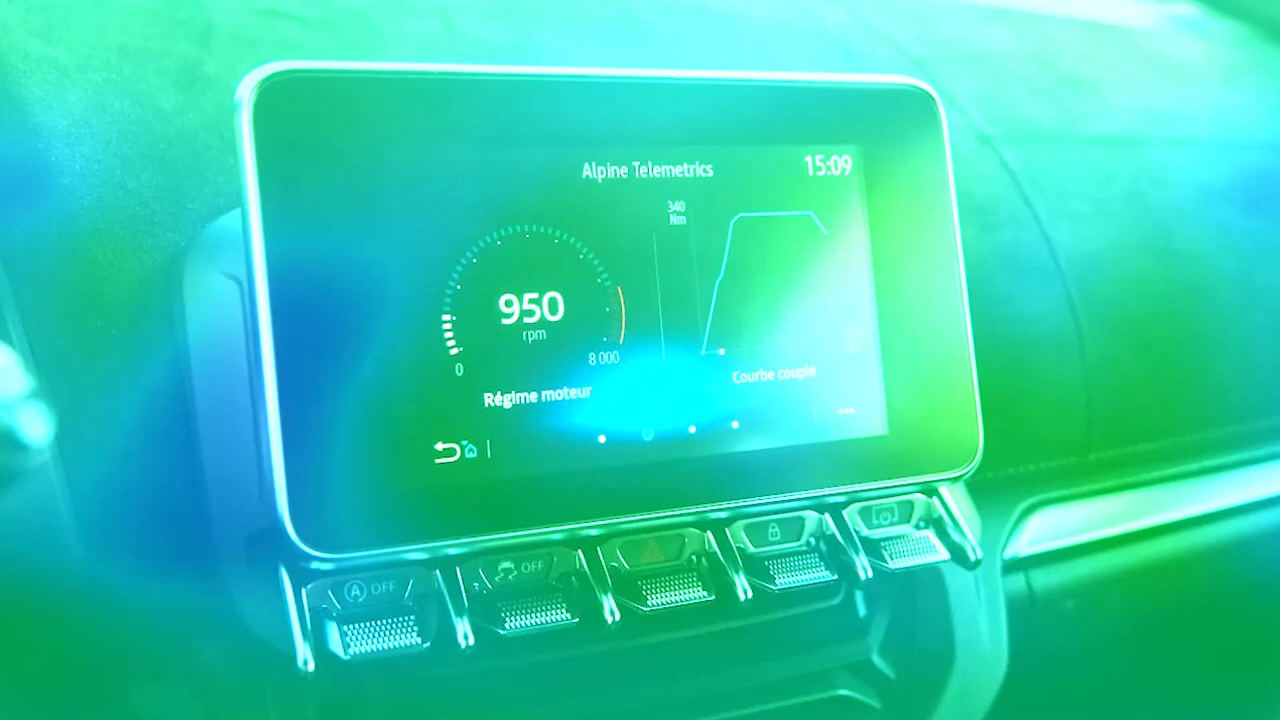 Alpine Telemetrics
15:09
340
Nm
950
rpm
0
8 000
Régime moteur
Courbe couple
A OFF
OFF